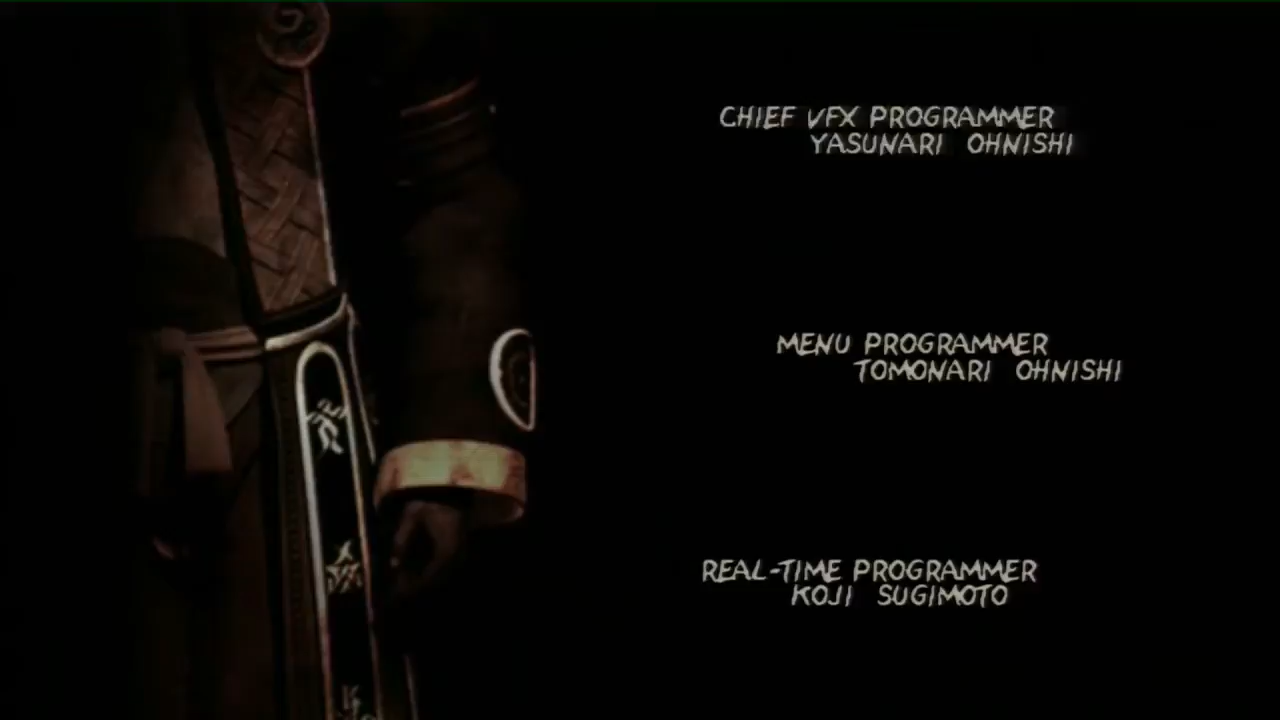 CHIEF VFX PROGRAMMER
YASUNARI OHNISHI
MENU PROGRAMMER
TOMONARI OHNISHI
REAL-TIME PROGRAMMER
KOJI SUGIMOTO